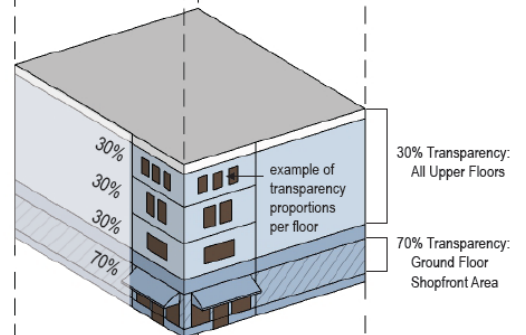 30%
30%
30%
70%
example of
transparency
proportions
per floor
30% Transparency:
All Upper Floors
70% Transparency:
Ground Floor
Shopfront Area